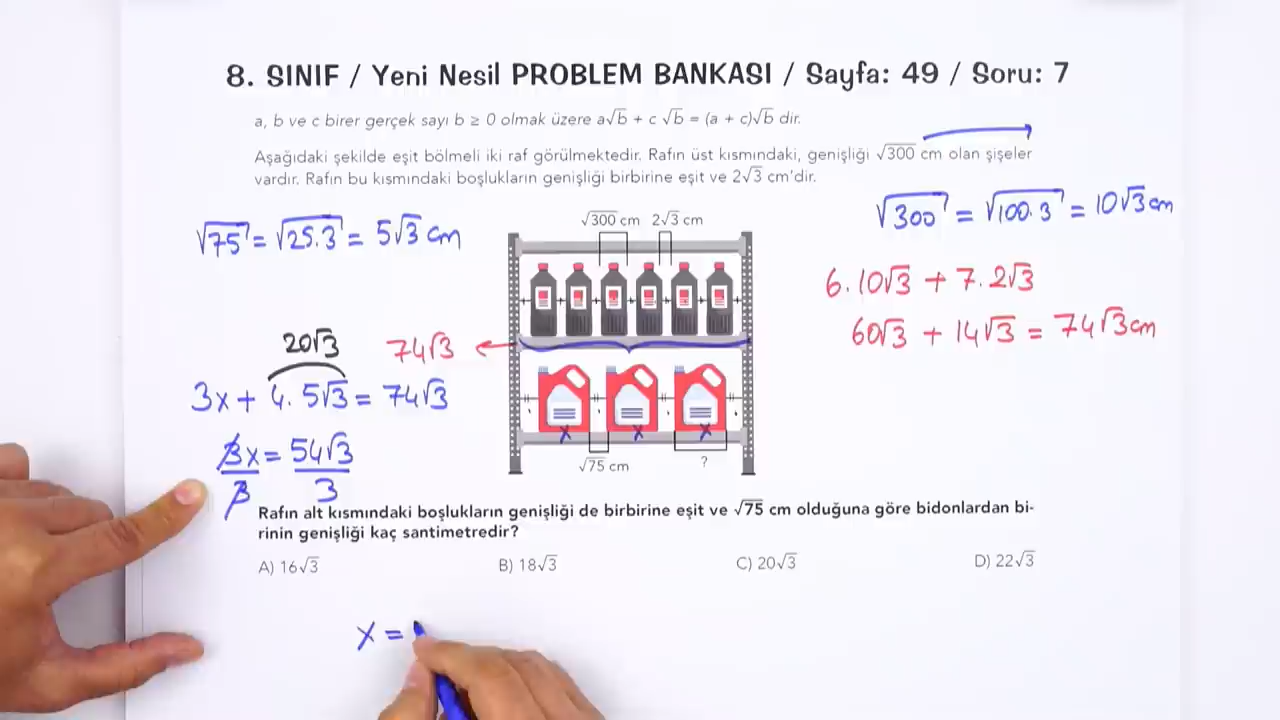 8. SINIF / Yeni Nesil PROBLEM BANKASI / Sayfa: 49 / Soru: 7
a, b ve c birer gerçek sayı b ≥ 0 olmak üzere a√b + c √b = (a + c)√b dir.
Aşağıdaki şekilde eşit bölmeli iki raf görülmektedir. Rafın üst kısmındaki, genişliği √300 cm olan şişeler
vardır. Rafın bu kısmındaki boşlukların genişliği birbirine eşit ve 2√3 cm'dir.
√75 = √25.3 = 5√3 cm
√300 = √100.3 = 10√3 cm
√300 cm 2√3 cm
6.10√3 + 7.2√3
60√3 + 14√3 = 74√3 cm
20√3
74√3
3x + 4.5√3 = 74√3
3x = 54√3
3 3
x x x
√75 cm ?
Rafın alt kısmındaki boşlukların genişliği de birbirine eşit ve √75 cm olduğuna göre bidonlardan bi-
rinin genişliği kaç santimetredir?
A) 16√3 B) 18√3 C) 20√3 D) 22√3
x =